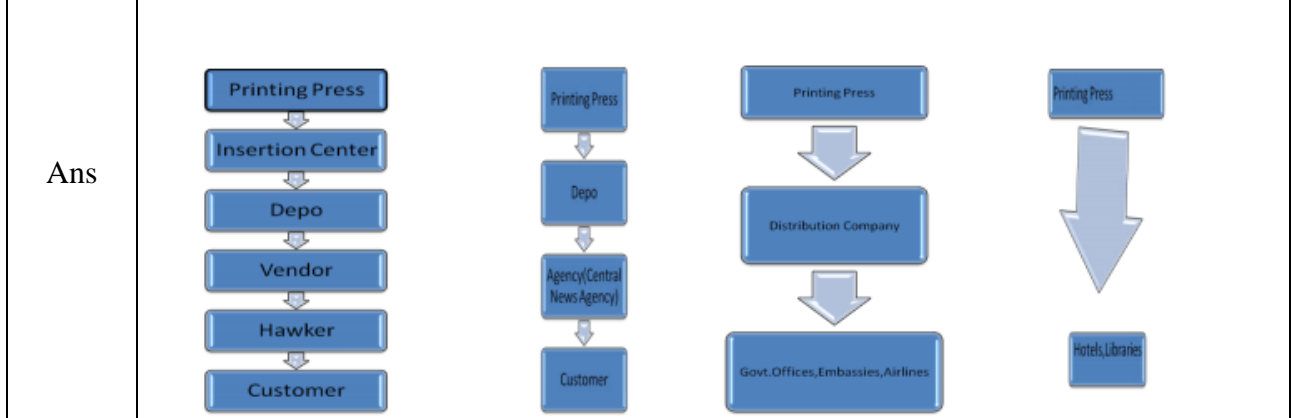 Ans
Printing Press
Insertion Center
Depo
Vendor
Hawker
Customer
Printing Press
Depo
Agency(Central
News Agency)
Customer
Printing Press
Distribution Company
Govt.Offices,Embassies,Airlines
Printing Press
Hotels,Libraries